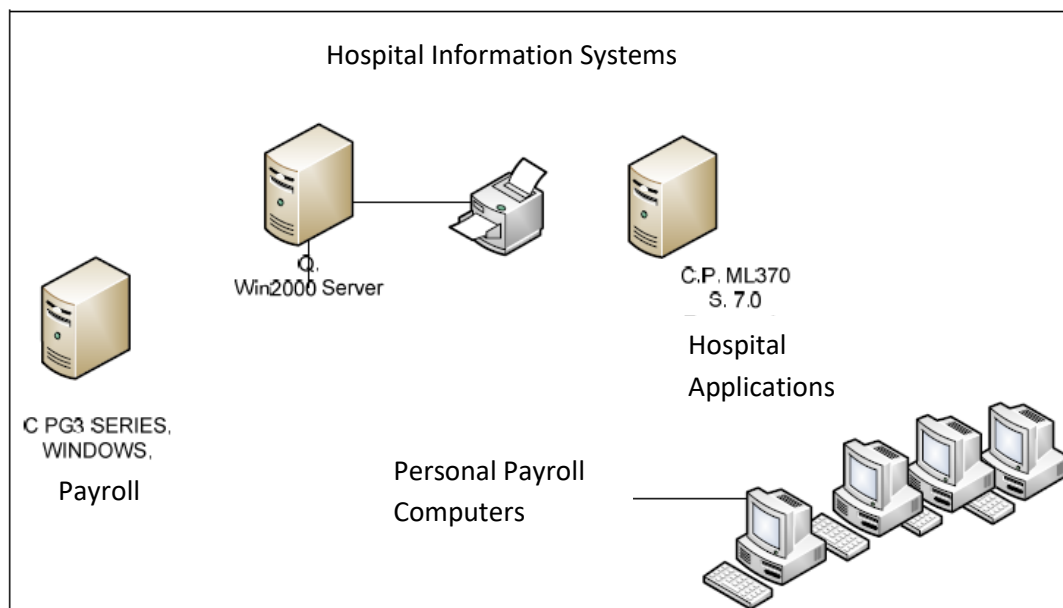 Hospital Information Systems
Q.
Win2000 Server
C.P. ML370
S. 7.0
Hospital
Applications
C PG3 SERIES,
WINDOWS,
Payroll
Personal Payroll
Computers